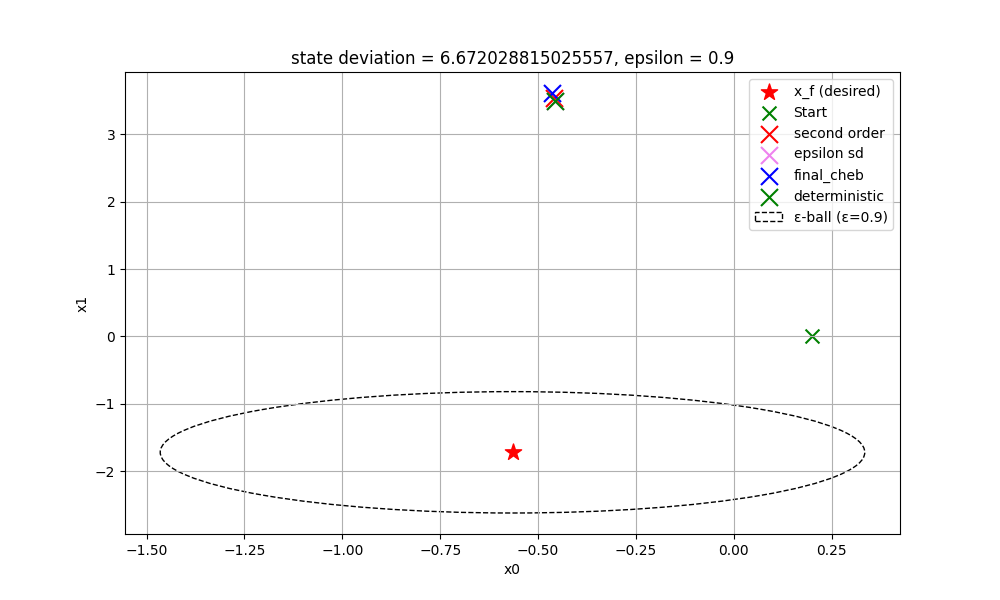 state deviation = 6.672028815025557, epsilon = 0.9
x_f (desired)
Start
second order
epsilon sd
final_cheb
deterministic
ε-ball (ε=0.9)
3
2
1
0
−1
−2
x1
−1.50
−1.25
−1.00
−0.75
−0.50
−0.25
0.00
0.25
x0